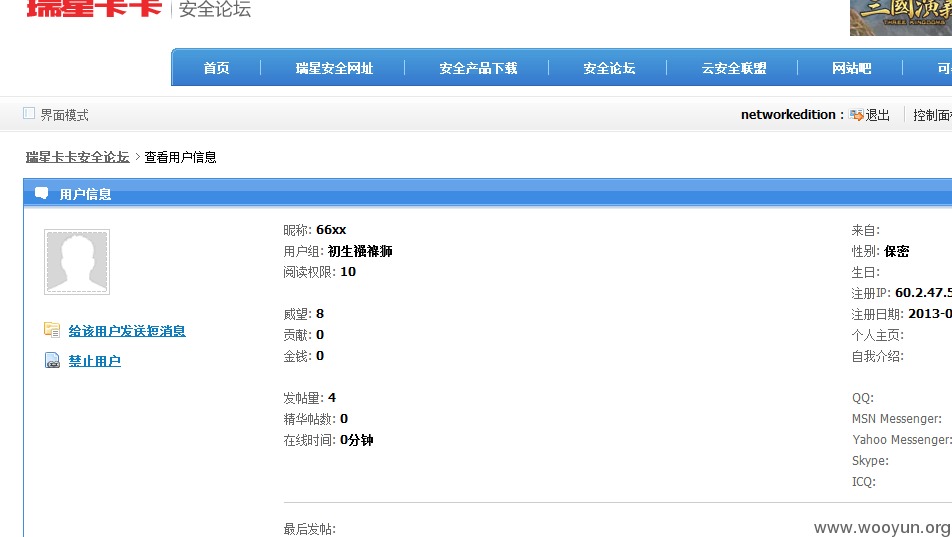 瑞星卡卡 安全论坛
三國演義
THREE KINGDOMS
首页 瑞星安全网址 安全产品下载 安全论坛 云安全联盟 网站吧 可
界面模式 networkedition : 退出 控制面
瑞星卡卡安全论坛 > 查看用户信息
用户信息
昵称: 66xx
用户组: 初生襁褓狮
阅读权限: 10
威望: 8
贡献: 0
金钱: 0
发帖量: 4
精华帖数: 0
在线时间: 0分钟
最后发帖:
给该用户发送短消息
禁止用户
来自:
性别: 保密
生日:
注册IP: 60.2.47.5
注册日期: 2013-0
个人主页:
自我介绍:
QQ:
MSN Messenger:
Yahoo Messenger:
Skype:
ICQ:
www.wooyun.org